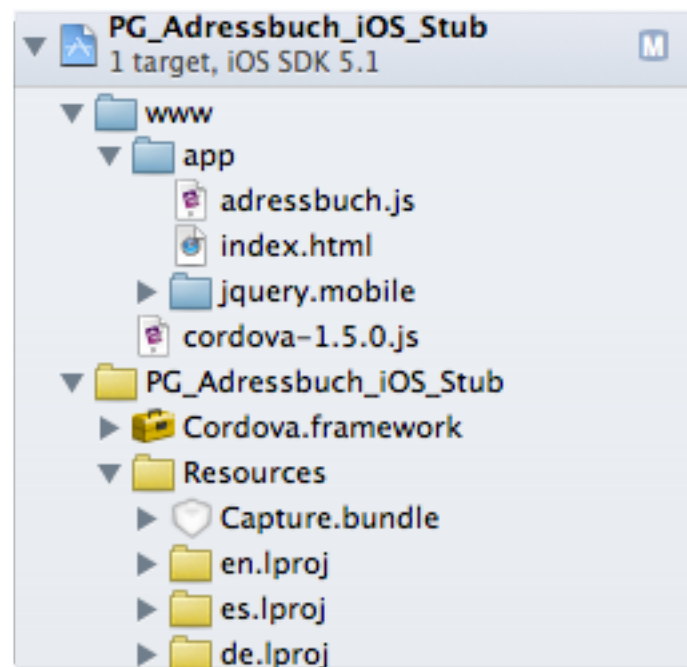 PG_Adressbuch_iOS_Stub
1 target, iOS SDK 5.1
M
www
app
adressbuch.js
index.html
jquery.mobile
cordova-1.5.0.js
PG_Adressbuch_iOS_Stub
Cordova.framework
Resources
Capture.bundle
en.lproj
es.lproj
de.lproj